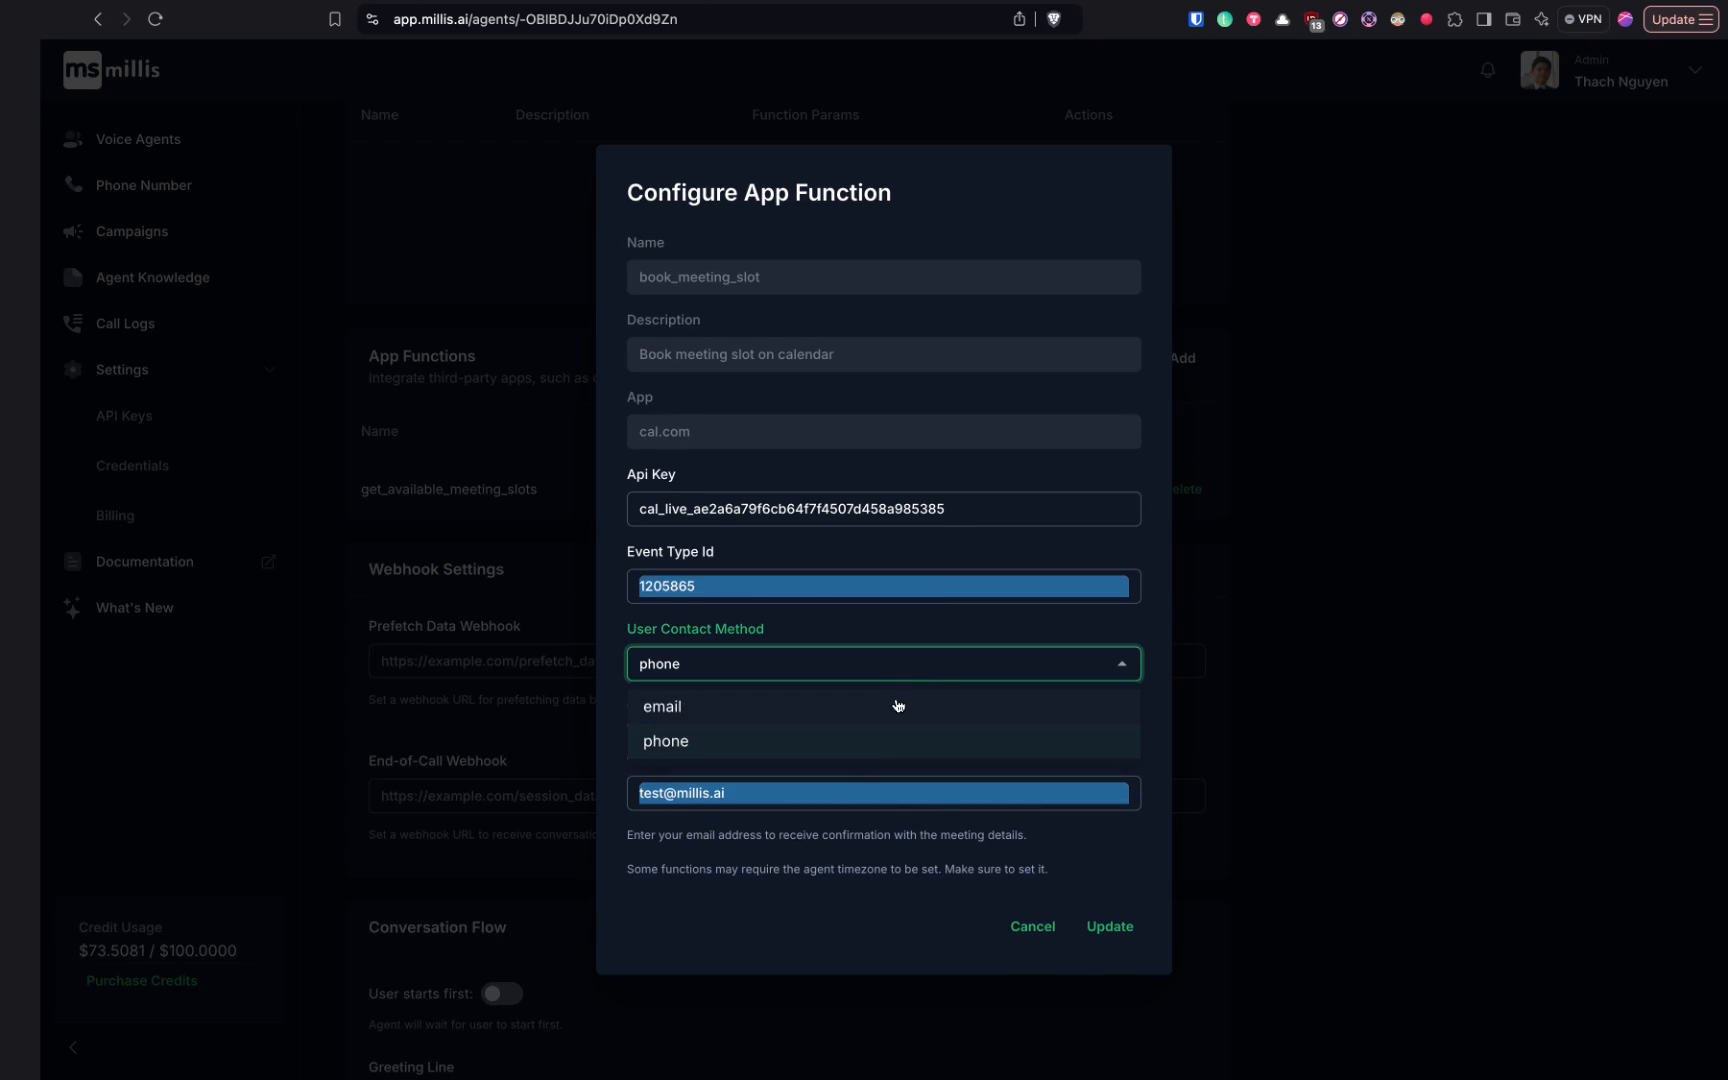 app.millis.ai/agents/-OBIBDJJu70iDp0Xd9Zn
13
VPN
Update
ms millis
Admin
Thach Nguyen
Voice Agents
Phone Number
Campaigns
Agent Knowledge
Call Logs
Settings
API Keys
Credentials
Billing
Documentation
What's New
Credit Usage
$73.5081 / $100.0000
Purchase Credits
Name Description Function Params Actions
App Functions
Integrate third-party apps, such as
Add
Name
get_available_meeting_slots
elete
Webhook Settings
Prefetch Data Webhook
https://example.com/prefetch_da
Set a webhook URL for prefetching data b
End-of-Call Webhook
https://example.com/session_dat
Set a webhook URL to receive conversatio
Conversation Flow
User starts first:
Agent will wait for user to start first.
Greeting Line
Configure App Function
Name
book_meeting_slot
Description
Book meeting slot on calendar
App
cal.com
Api Key
cal_live_ae2a6a79f6cb64f7f4507d458a985385
Event Type Id
1205865
User Contact Method
phone
email
phone
test@millis.ai
Enter your email address to receive confirmation with the meeting details.
Some functions may require the agent timezone to be set. Make sure to set it.
Cancel
Update